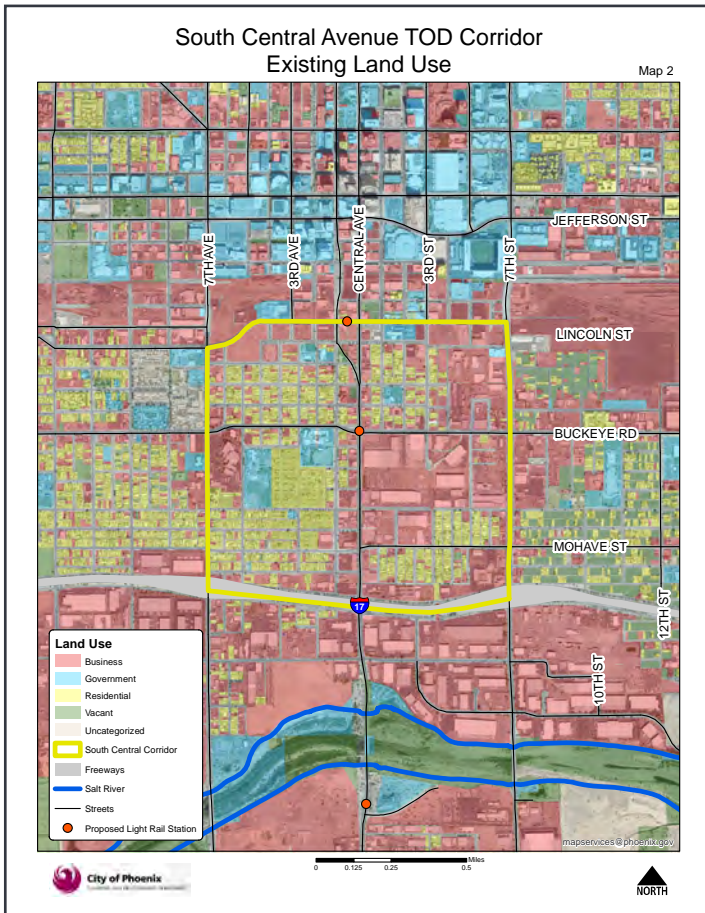 South Central Avenue TOD Corridor
Existing Land Use
Map 2
JEFFERSON ST
7TH AVE
3RD AVE
CENTRAL AVE
3RD ST
7TH ST
LINCOLN ST
BUCKEYE RD
MOHAVE ST
12TH ST
17
10TH ST
Land Use
Business
Government
Residential
Vacant
Uncategorized
South Central Corridor
Freeways
Salt River
Streets
Proposed Light Rail Station
mapservices@phoenix.gov
City of Phoenix
Miles
0 0.125 0.25 0.5
NORTH